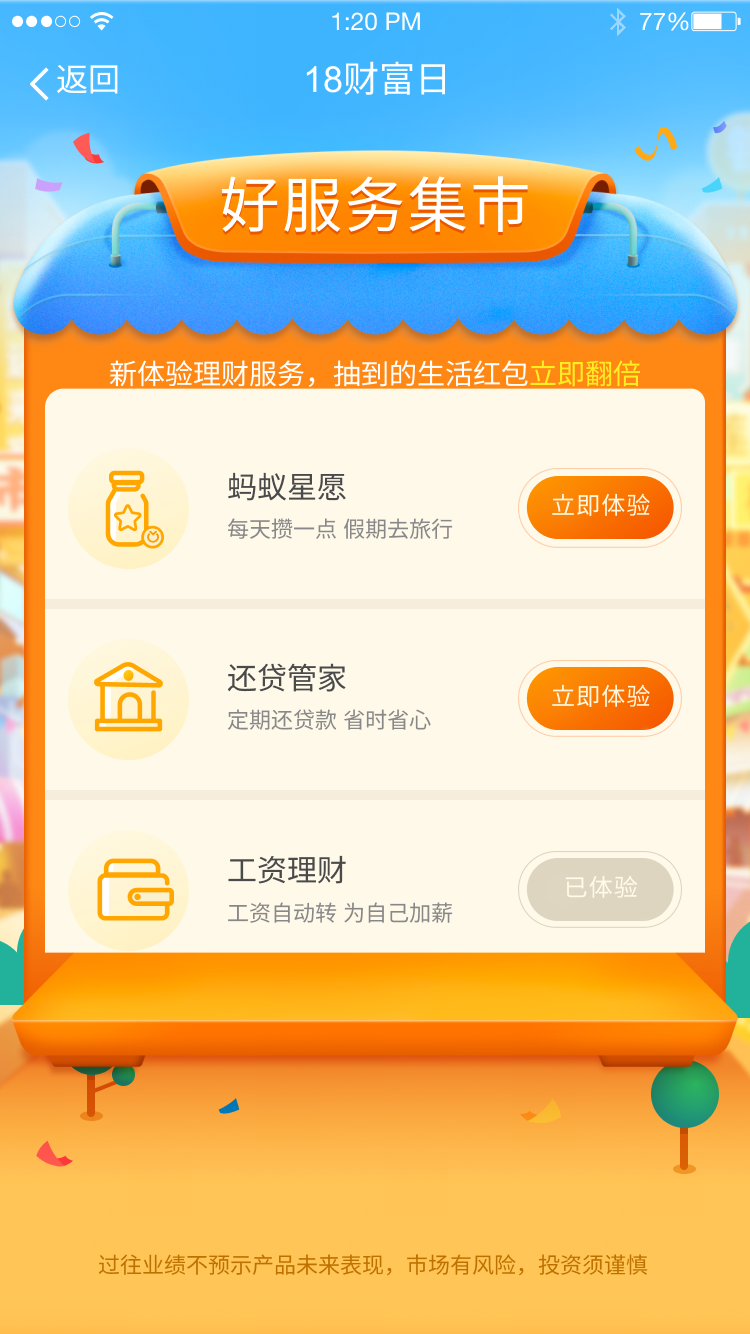 1:20 PM
77%
返回
18财富日
好服务集市
新体验理财服务，抽到的生活红包立即翻倍
蚂蚁星愿
立即体验
每天攒一点 假期去旅行
还贷管家
立即体验
定期还贷款 省时省心
工资理财
已体验
工资自动转 为自己加薪
过往业绩不预示产品未来表现，市场有风险，投资须谨慎